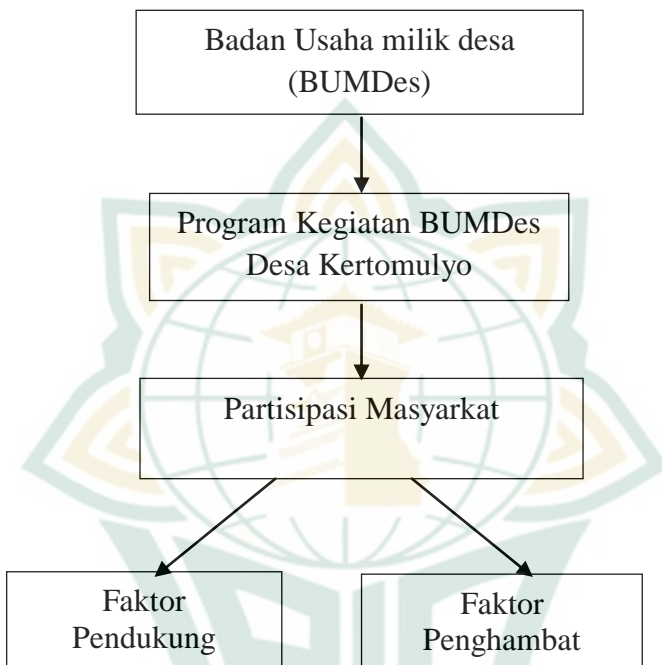 Badan Usaha milik desa
(BUMDes)
Program Kegiatan BUMDes
Desa Kertomulyo
Partisipasi Masyarkat
Faktor
Pendukung
Faktor
Penghambat